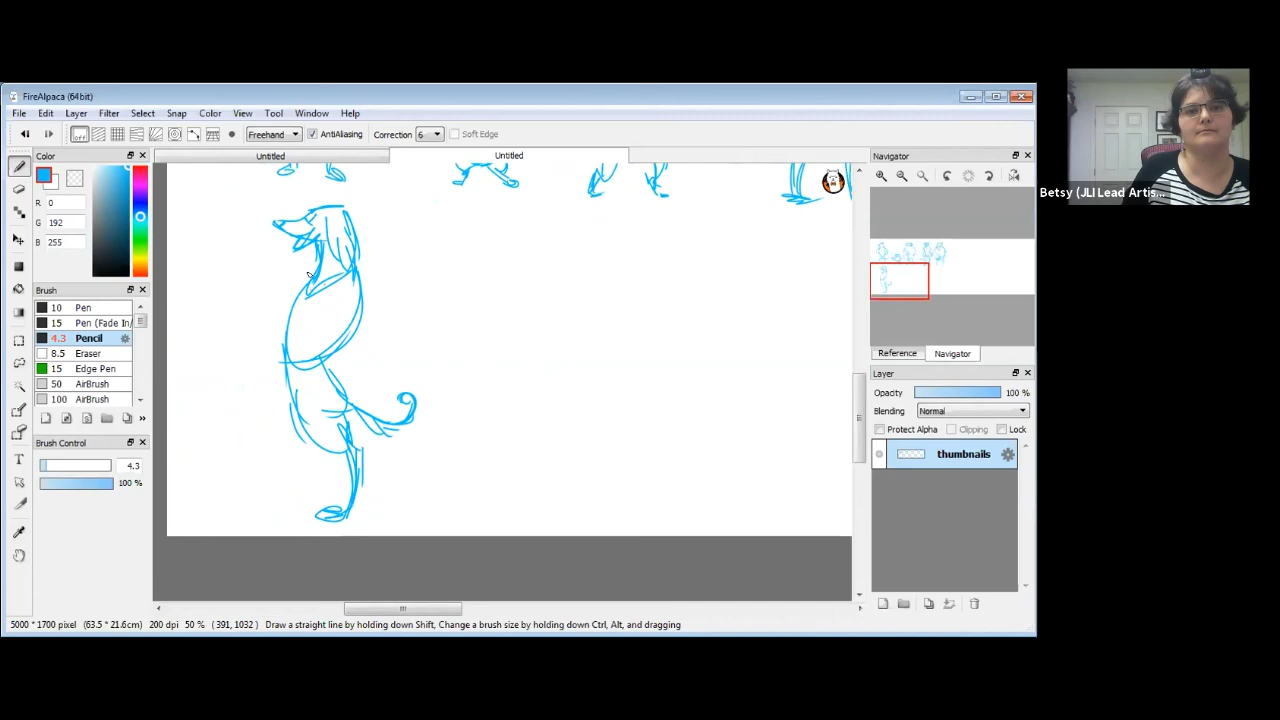 FireAlpaca (64bit)
File Edit Layer Filter Select Snap Color View Tool Window Help
off Freehand AntiAliasing Correction 6 Soft Edge
Color Untitled Untitled Navigator
R 0
G 192
B 255
Brush
10 Pen
15 Pen (Fade In/
4.3 Pencil
8.5 Eraser
15 Edge Pen
50 AirBrush
100 AirBrush
Brush Control
4.3
100 %
Betsy (JLI Lead Artis...
Reference Navigator
Layer
Opacity 100 %
Blending Normal
Protect Alpha Clipping Lock
thumbnails
5000 * 1700 pixel (63.5 * 21.6cm) 200 dpi 50 % (391, 1032) Draw a straight line by holding down Shift, Change a brush size by holding down Ctrl, Alt, and dragging